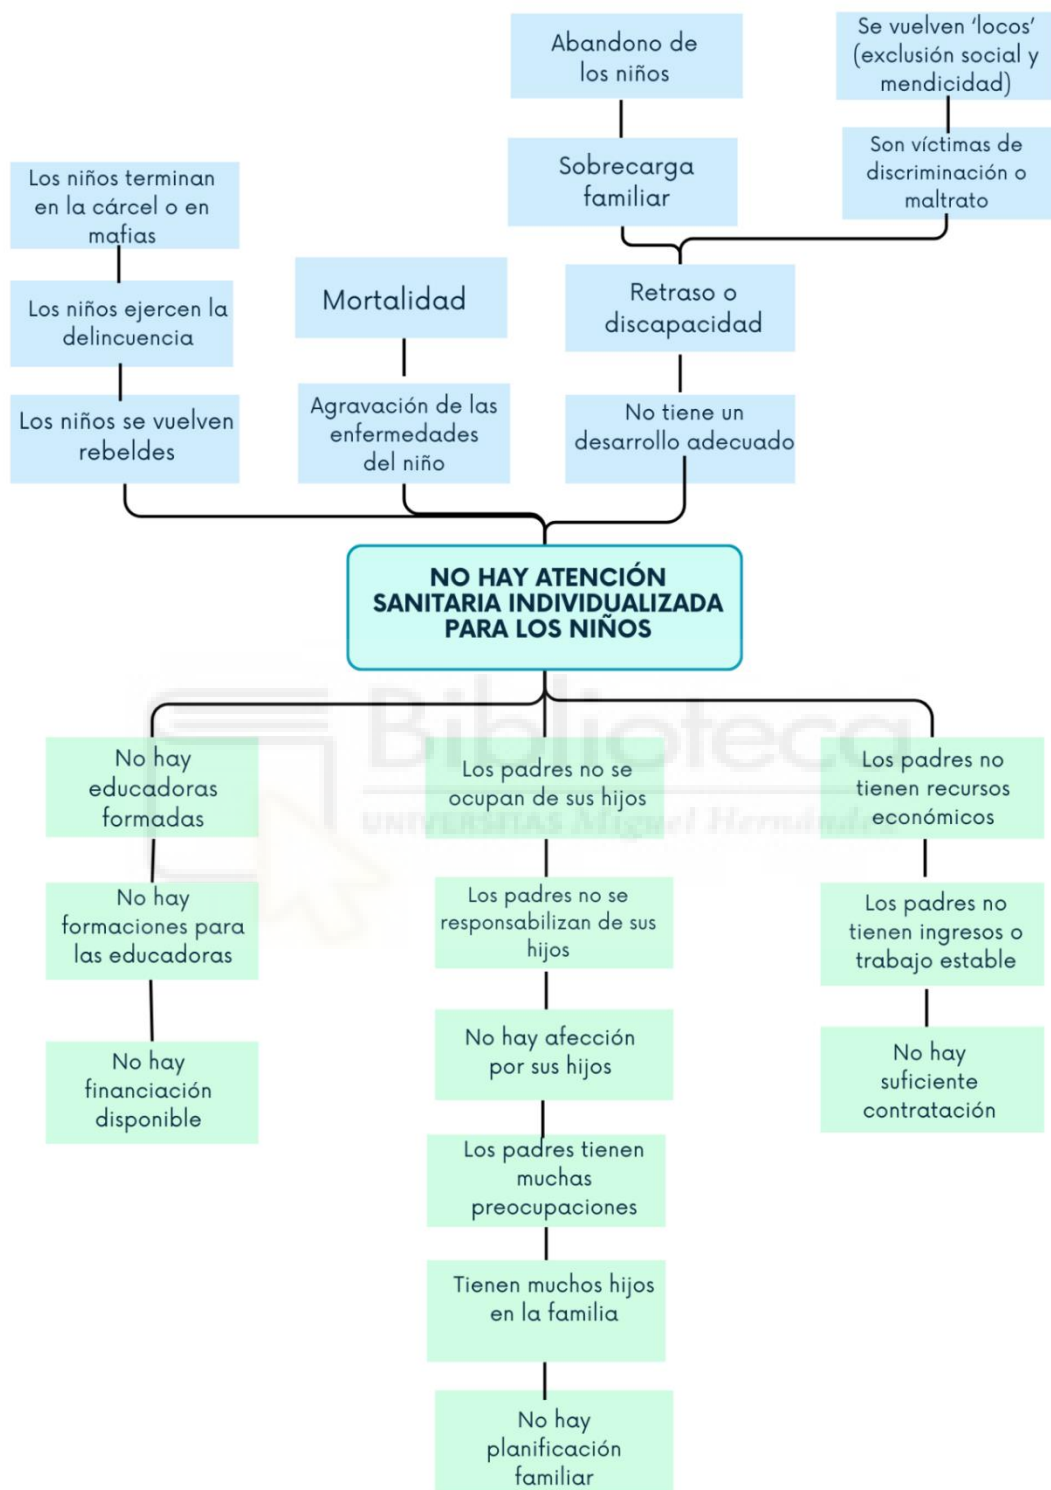 Abandono de
los niños
Se vuelven ‘locos’
(exclusión social y
mendicidad)
Sobrecarga
familiar
Son víctimas de
discriminación o
maltrato
Los niños terminan
en la cárcel o en
mafias
Los niños ejercen la
delincuencia
Los niños se vuelven
rebeldes
Mortalidad
Agravación de las
enfermedades
del niño
Retraso o
discapacidad
No tiene un
desarrollo adecuado
NO HAY ATENCIÓN
SANITARIA INDIVIDUALIZADA
PARA LOS NIÑOS
Biblioteca
UNIVERSITAS Miguel Hernández
No hay
educadoras
formadas
No hay
formaciones para
las educadoras
No hay
financiación
disponible
Los padres no se
ocupan de sus hijos
Los padres no se
responsabilizan de sus
hijos
No hay afección
por sus hijos
Los padres tienen
muchas
preocupaciones
Tienen muchos hijos
en la familia
No hay
planificación
familiar
Los padres no
tienen recursos
económicos
Los padres no
tienen ingresos o
trabajo estable
No hay
suficiente
contratación